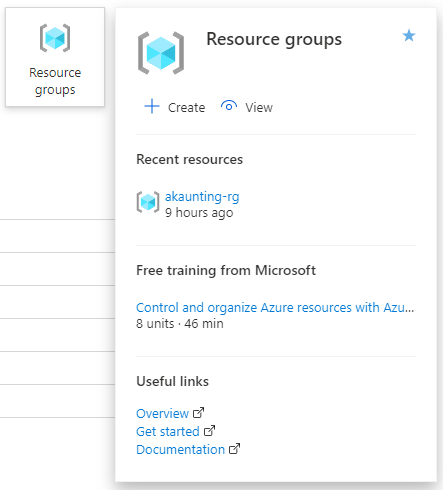 Resource
groups
Resource groups
Create
View
Recent resources
akaunting-rg
9 hours ago
Free training from Microsoft
Control and organize Azure resources with Azu...
8 units · 46 min
Useful links
Overview
Get started
Documentation